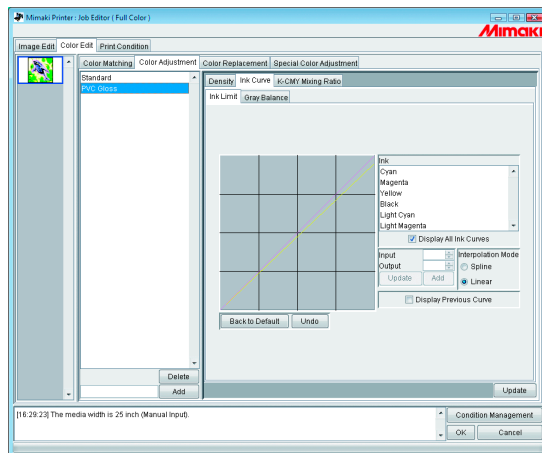 Mimaki Printer : Job Editor ( Full Color )
Mimaki
Image Edit Color Edit Print Condition
Color Matching Color Adjustment Color Replacement Special Color Adjustment
Standard
PVC Gloss
Density Ink Curve K-CMY Mixing Ratio
Ink Limit Gray Balance
Ink
Cyan
Magenta
Yellow
Black
Light Cyan
Light Magenta
Display All Ink Curves
Input
Output
Update Add
Interpolation Mode
Spline
Linear
Display Previous Curve
Back to Default Undo
Delete
Add
Update
[16:29:23] The media width is 25 inch (Manual Input).
Condition Management
OK Cancel